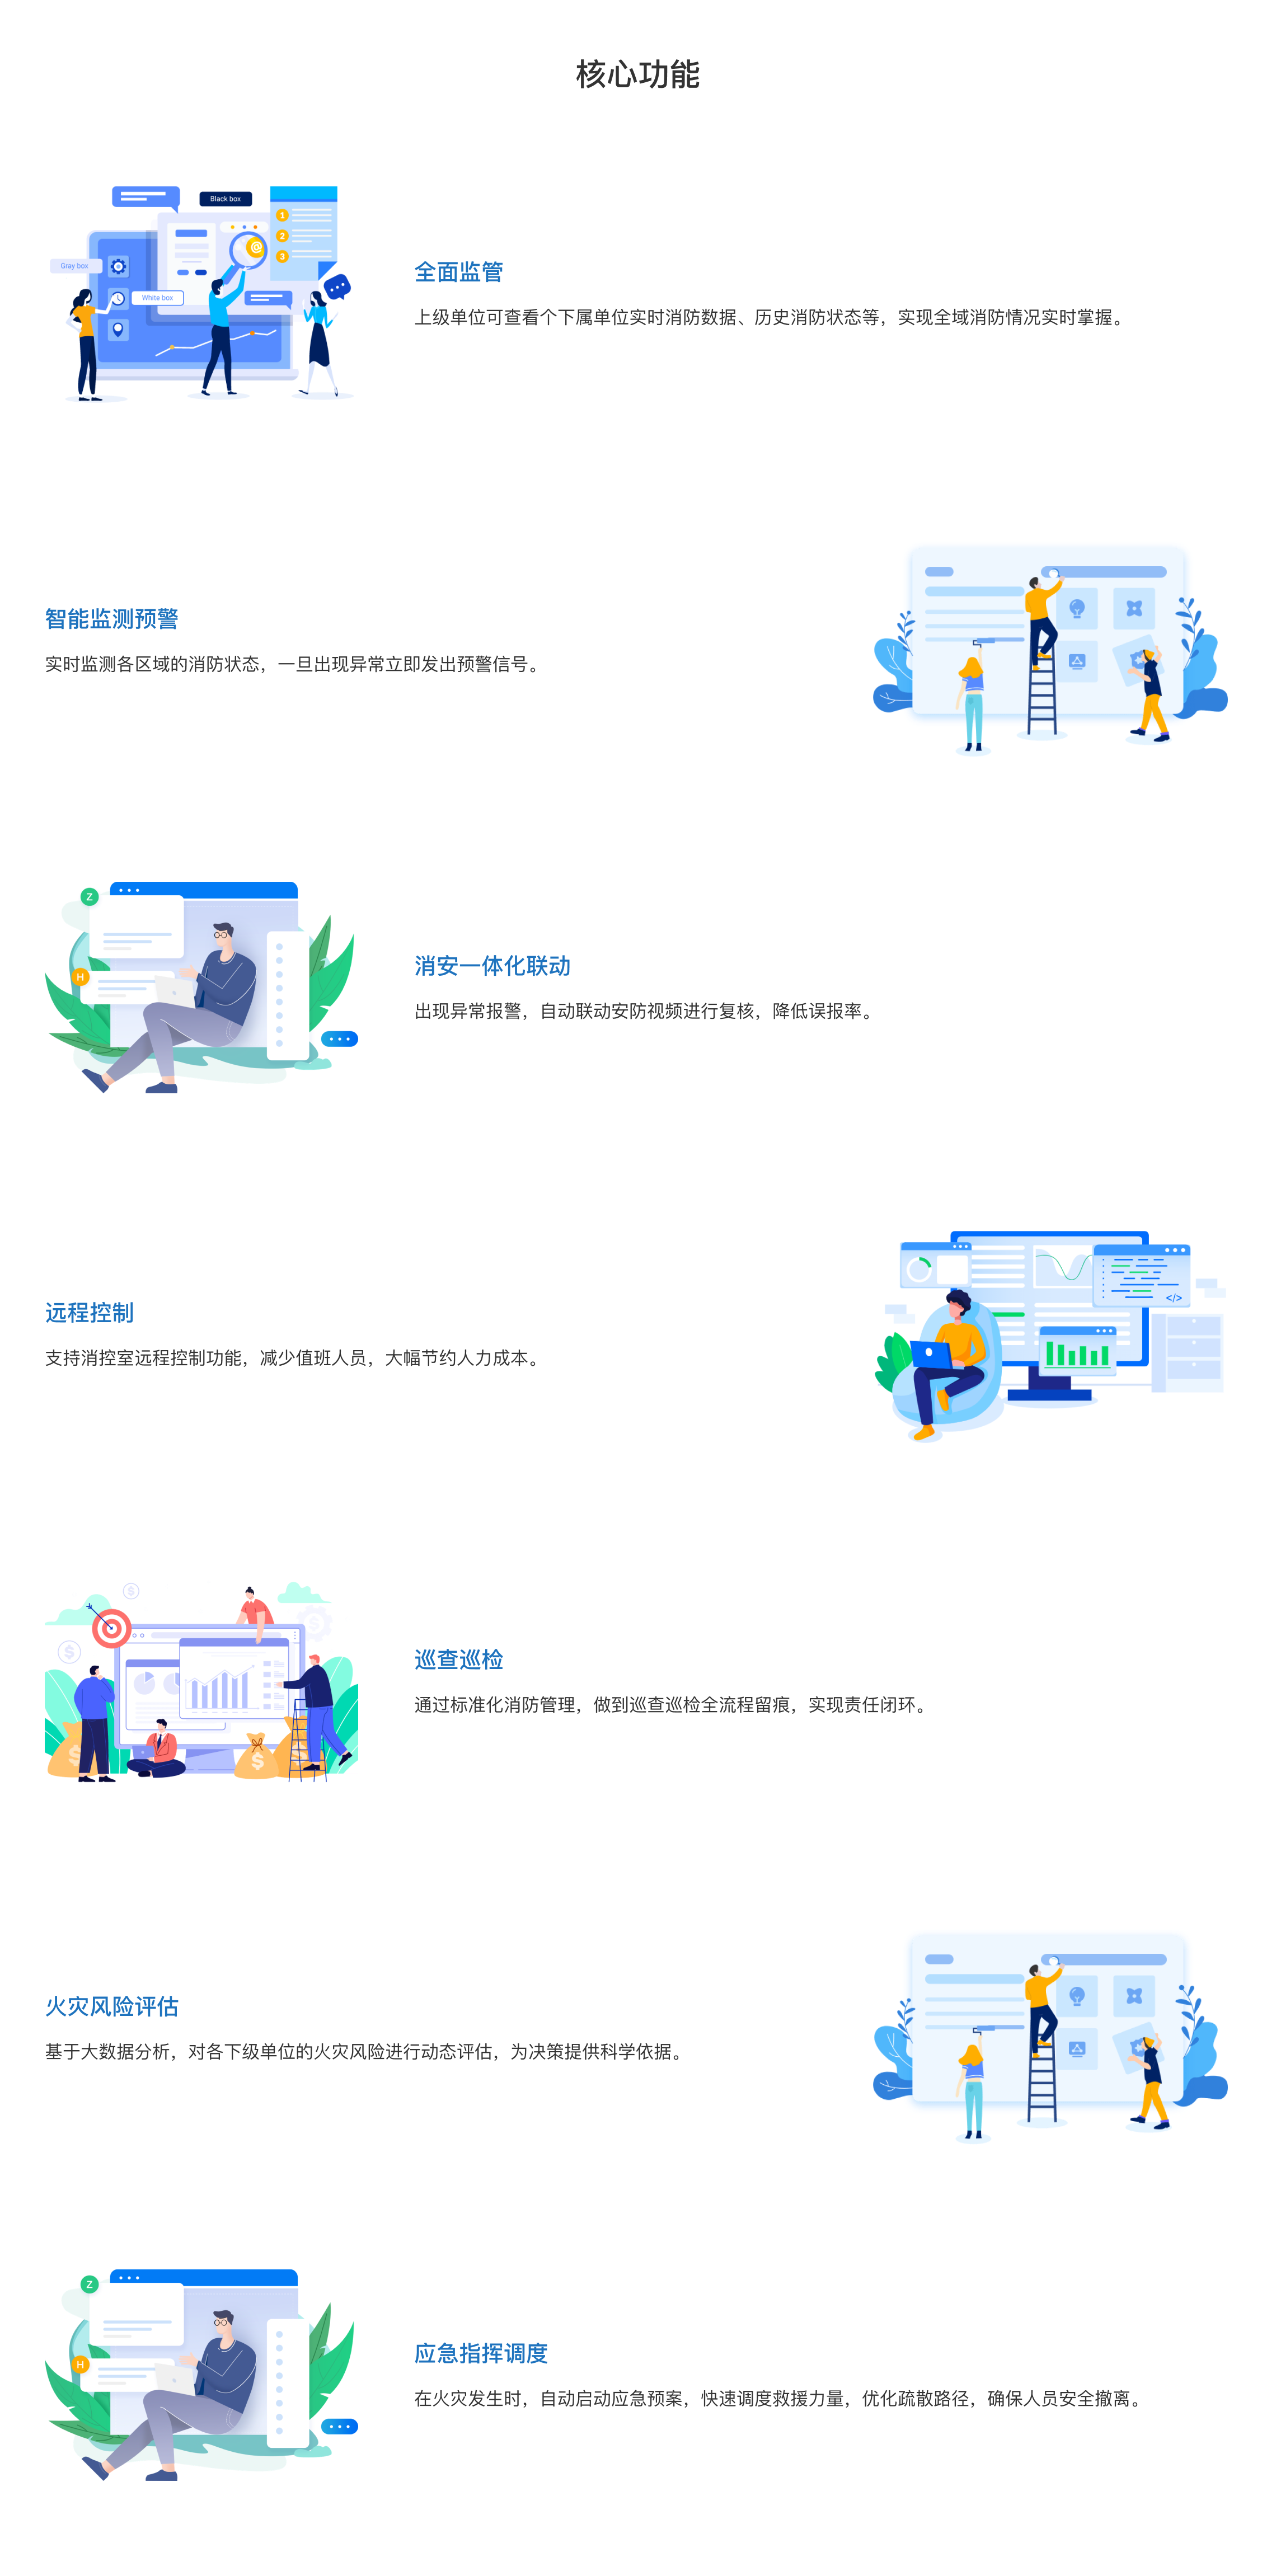 核心功能
Black box
Gray box
White box
1
2
3
@
全面监管
上级单位可查看个下属单位实时消防数据、历史消防状态等，实现全域消防情况实时掌握。
智能监测预警
实时监测各区域的消防状态，一旦出现异常立即发出预警信号。
Z
H
消安一体化联动
出现异常报警，自动联动安防视频进行复核，降低误报率。
远程控制
支持消控室远程控制功能，减少值班人员，大幅节约人力成本。
</>
$
$
$
$
$
$
巡查巡检
通过标准化消防管理，做到巡查巡检全流程留痕，实现责任闭环。
火灾风险评估
基于大数据分析，对各下级单位的火灾风险进行动态评估，为决策提供科学依据。
Z
H
应急指挥调度
在火灾发生时，自动启动应急预案，快速调度救援力量，优化疏散路径，确保人员安全撤离。